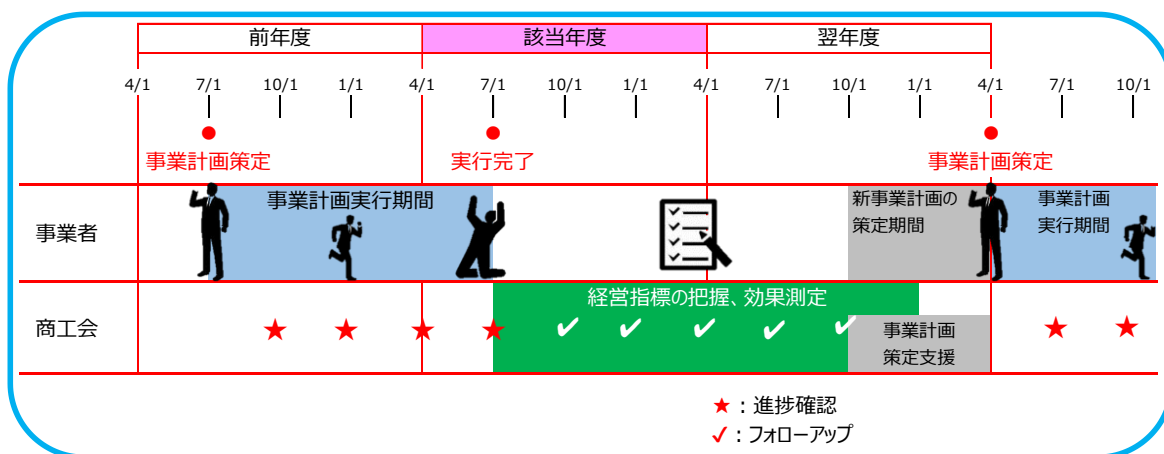 前年度 該当年度 翌年度
4/1 7/1 10/1 1/1 4/1 7/1 10/1 1/1 4/1 7/1 10/1 1/1 4/1 7/1 10/1
事業計画策定 実行完了 事業計画策定
事業者
事業計画実行期間
新事業計画の
策定期間
事業計画
実行期間
商工会
経営指標の把握、効果測定
事業計画
策定支援
★：進捗確認
✓：フォローアップ